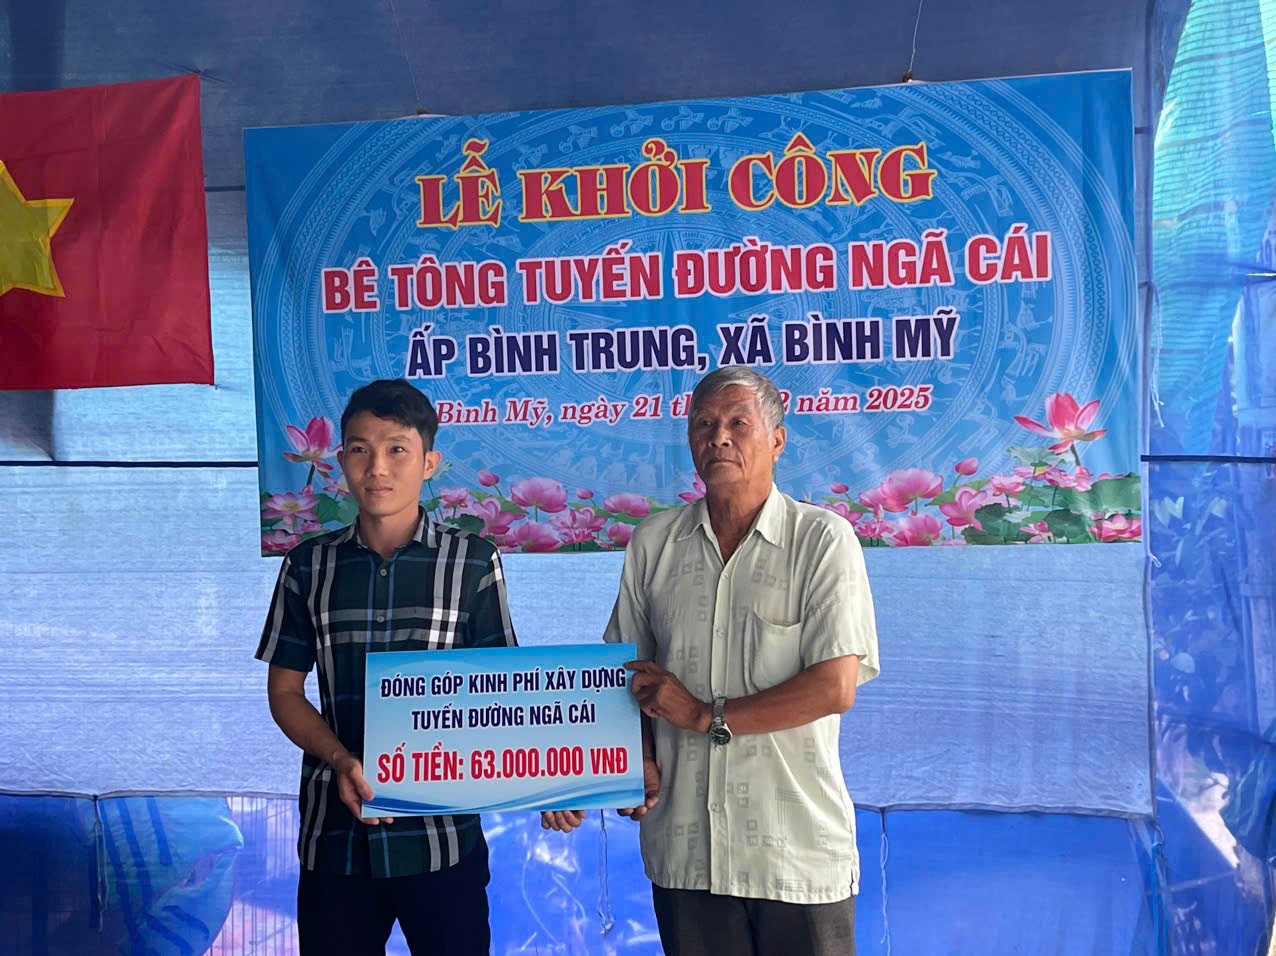 LỄ KHỞI CÔNG
BÊ TÔNG TUYẾN ĐƯỜNG NGÃ CÁI
ẤP BÌNH TRUNG, XÃ BÌNH MỸ
Bình Mỹ, ngày 21 2 năm 2025
ĐÓNG GÓP KINH PHÍ XÂY DỰNG
TUYẾN ĐƯỜNG NGÃ CÁI
SỐ TIỀN: 63.000.000 VNĐ